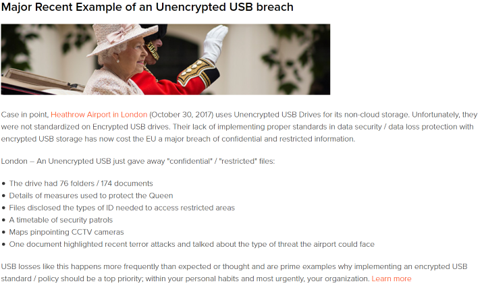 Major Recent Example of an Unencrypted USB breach
Case in point, Heathrow Airport in London (October 30, 2017) uses Unencrypted USB Drives for its non-cloud storage. Unfortunately, they
were not standardized on Encrypted USB drives. Their lack of implementing proper standards in data security / data loss protection with
encrypted USB storage has now cost the EU a major breach of confidential and restricted information.
London – An Unencrypted USB just gave away "confidential" / "restricted" files:
• The drive had 76 folders / 174 documents
• Details of measures used to protect the Queen
• Files disclosed the types of ID needed to access restricted areas
• A timetable of security patrols
• Maps pinpointing CCTV cameras
• One document highlighted recent terror attacks and talked about the type of threat the airport could face
USB losses like this happens more frequently than expected or thought and are prime examples why implementing an encrypted USB
standard / policy should be a top priority; within your personal habits and most urgently, your organization. Learn more